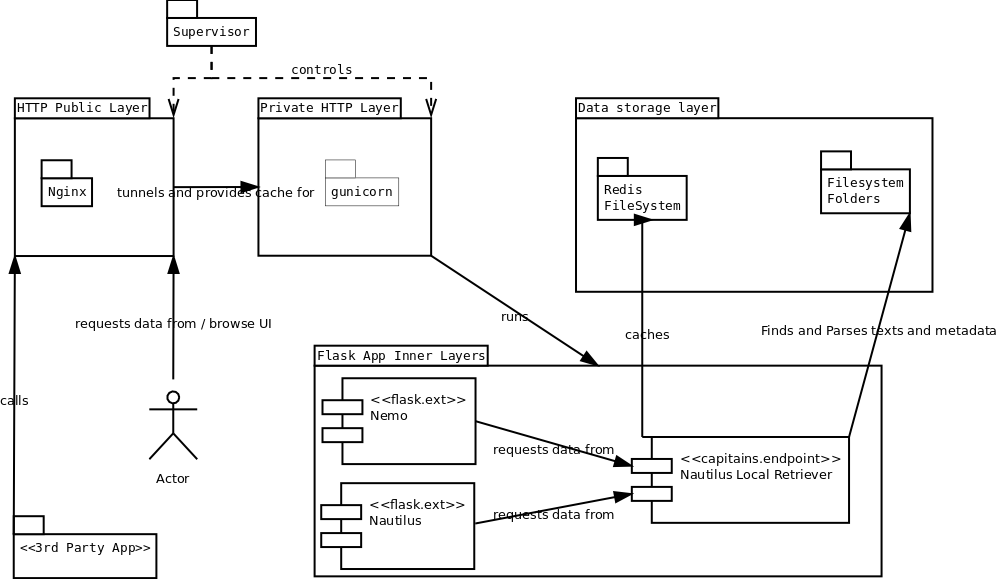 Supervisor
controls
HTTP Public Layer
Private HTTP Layer
Data storage layer
Nginx
tunnels and provides cache for
gunicorn
Redis
FileSystem
Filesystem
Folders
requests data from / browse UI
runs
caches
Finds and Parses texts and metadata
Flask App Inner Layers
calls
<<flask.ext>>
Nemo
requests data from
<<capitains.endpoint>>
Nautilus Local Retriever
Actor
<<flask.ext>>
Nautilus
requests data from
<<3rd Party App>>